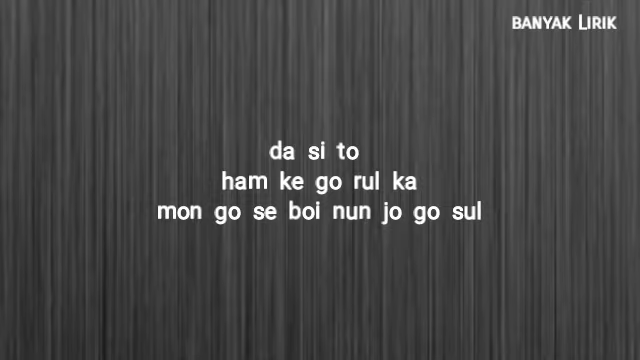 BANYAK LIRIK
da si to
ham ke go rul ka
mon go se boi nun jo go sul